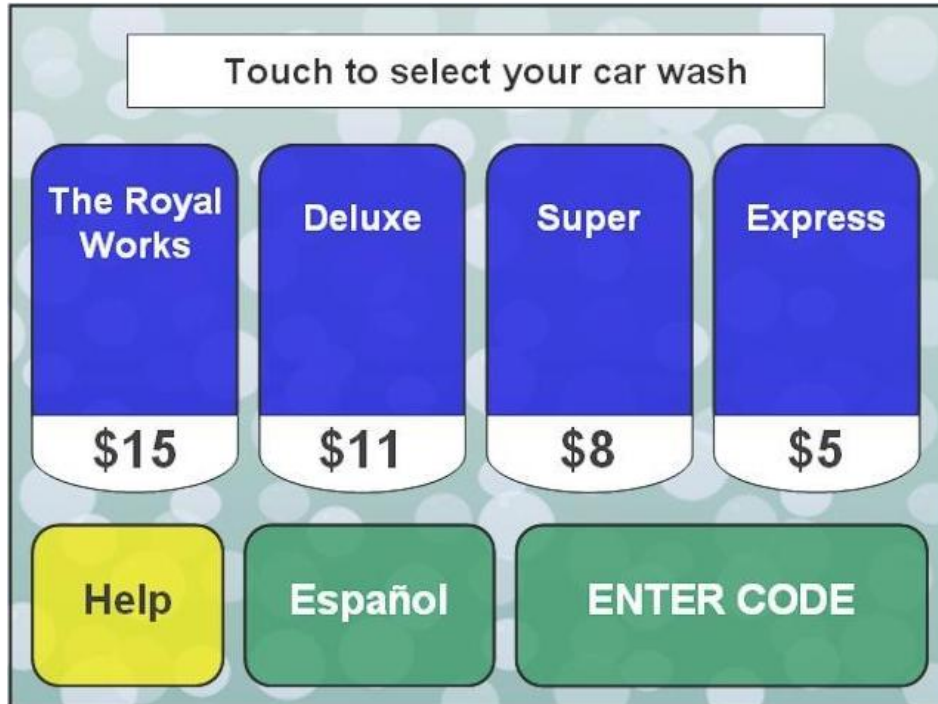 Touch to select your car wash
The Royal
Works
Deluxe
Super
Express
$15
$11
$8
$5
Help
Español
ENTER CODE